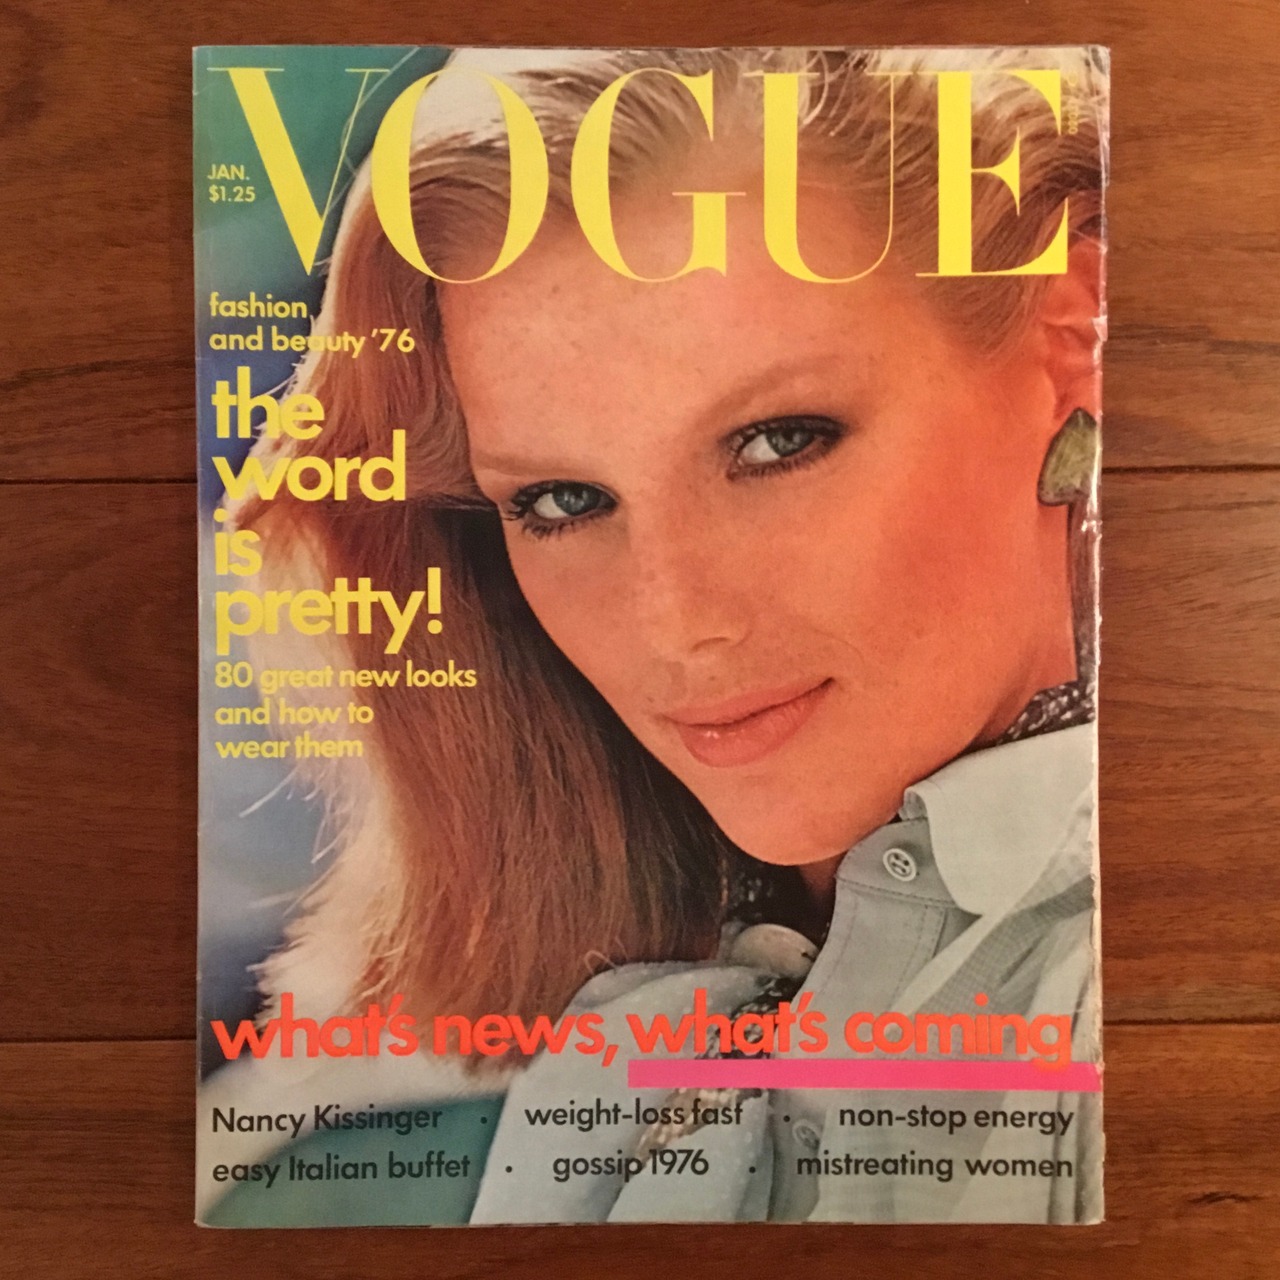 VOGUE
JAN.
$1.25
fashion
and beauty '76
the
word
is
pretty!
80 great new looks
and how to
wear them
what's news, what's coming
Nancy Kissinger · weight-loss fast · non-stop energy
easy Italian buffet · gossip 1976 · mistreating women